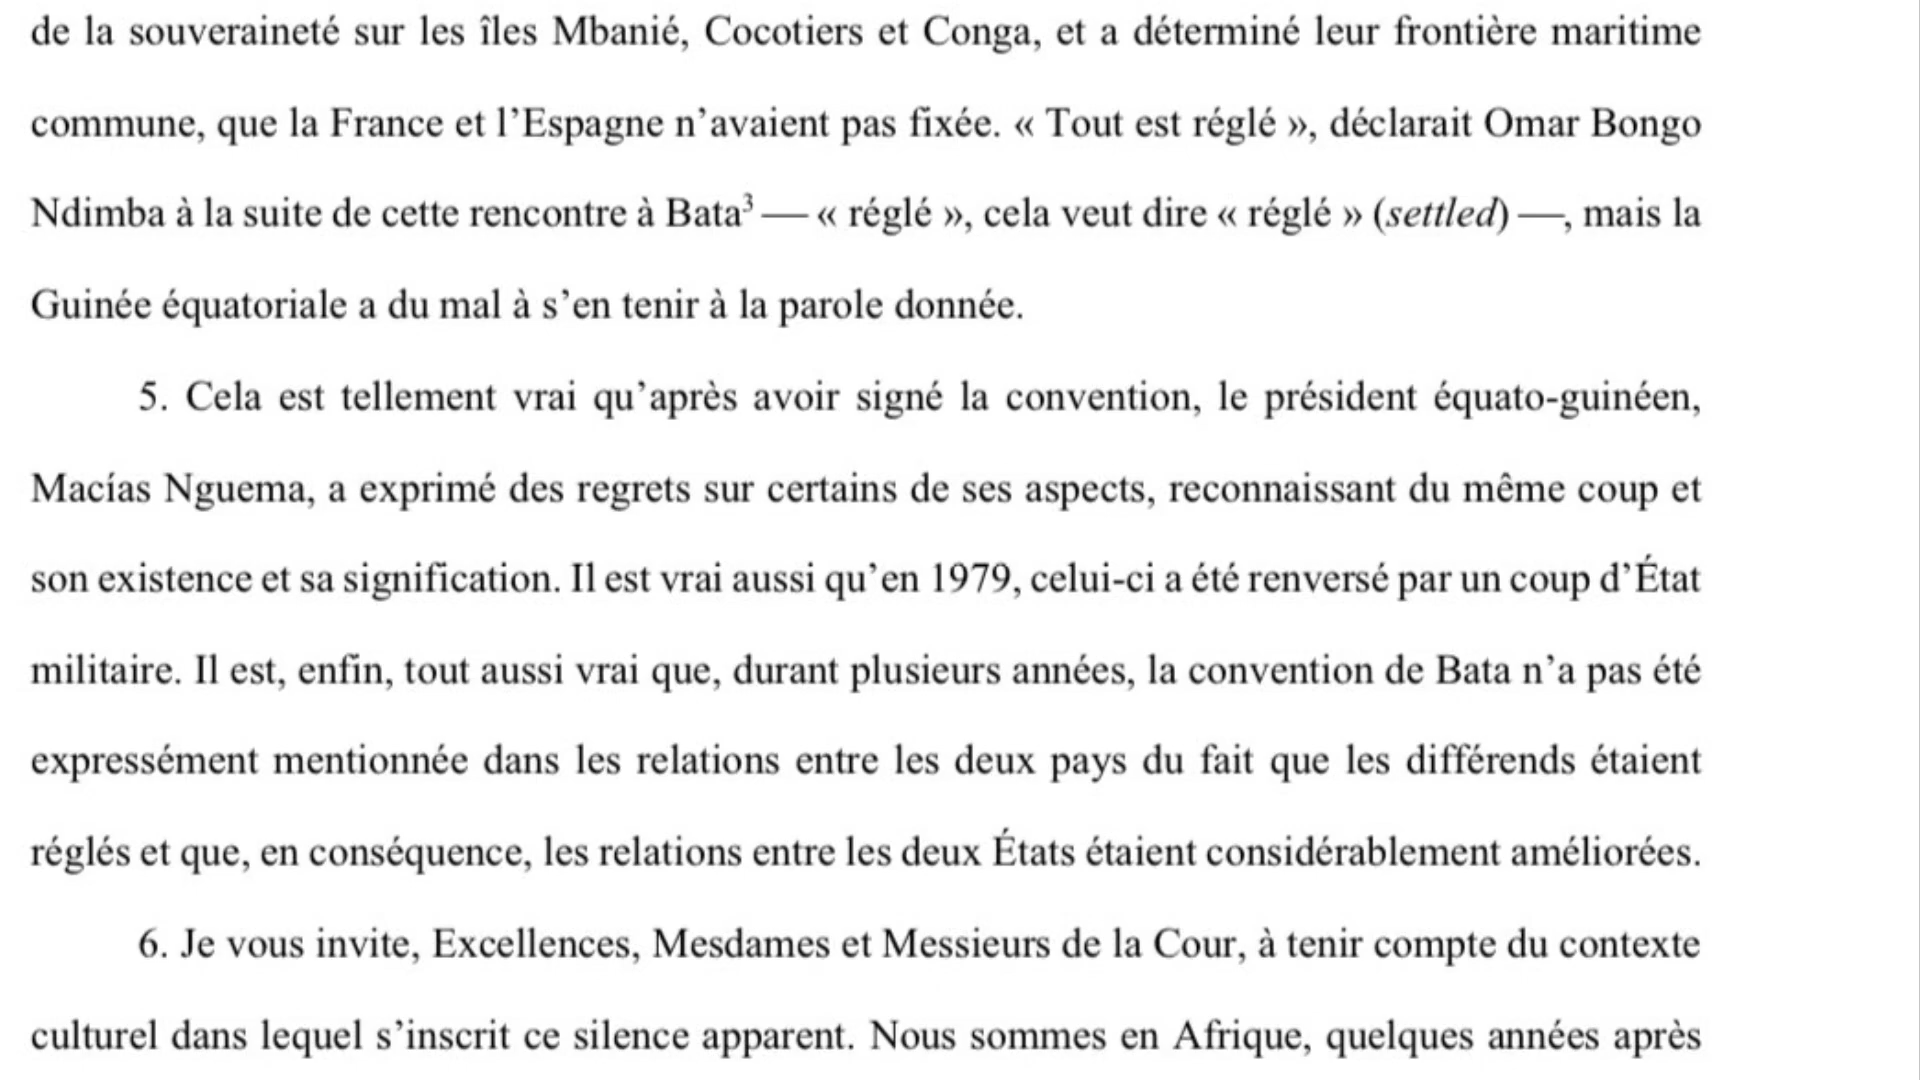 de la souveraineté sur les îles Mbanié, Cocotiers et Conga, et a déterminé leur frontière maritime
commune, que la France et l’Espagne n’avaient pas fixée. « Tout est réglé », déclarait Omar Bongo
Ndimba à la suite de cette rencontre à Bata³ — « réglé », cela veut dire « réglé » (settled) —, mais la
Guinée équatoriale a du mal à s’en tenir à la parole donnée.
5. Cela est tellement vrai qu’après avoir signé la convention, le président équato-guinéen,
Macías Nguema, a exprimé des regrets sur certains de ses aspects, reconnaissant du même coup et
son existence et sa signification. Il est vrai aussi qu’en 1979, celui-ci a été renversé par un coup d’État
militaire. Il est, enfin, tout aussi vrai que, durant plusieurs années, la convention de Bata n’a pas été
expressément mentionnée dans les relations entre les deux pays du fait que les différends étaient
réglés et que, en conséquence, les relations entre les deux États étaient considérablement améliorées.
6. Je vous invite, Excellences, Mesdames et Messieurs de la Cour, à tenir compte du contexte
culturel dans lequel s’inscrit ce silence apparent. Nous sommes en Afrique, quelques années après